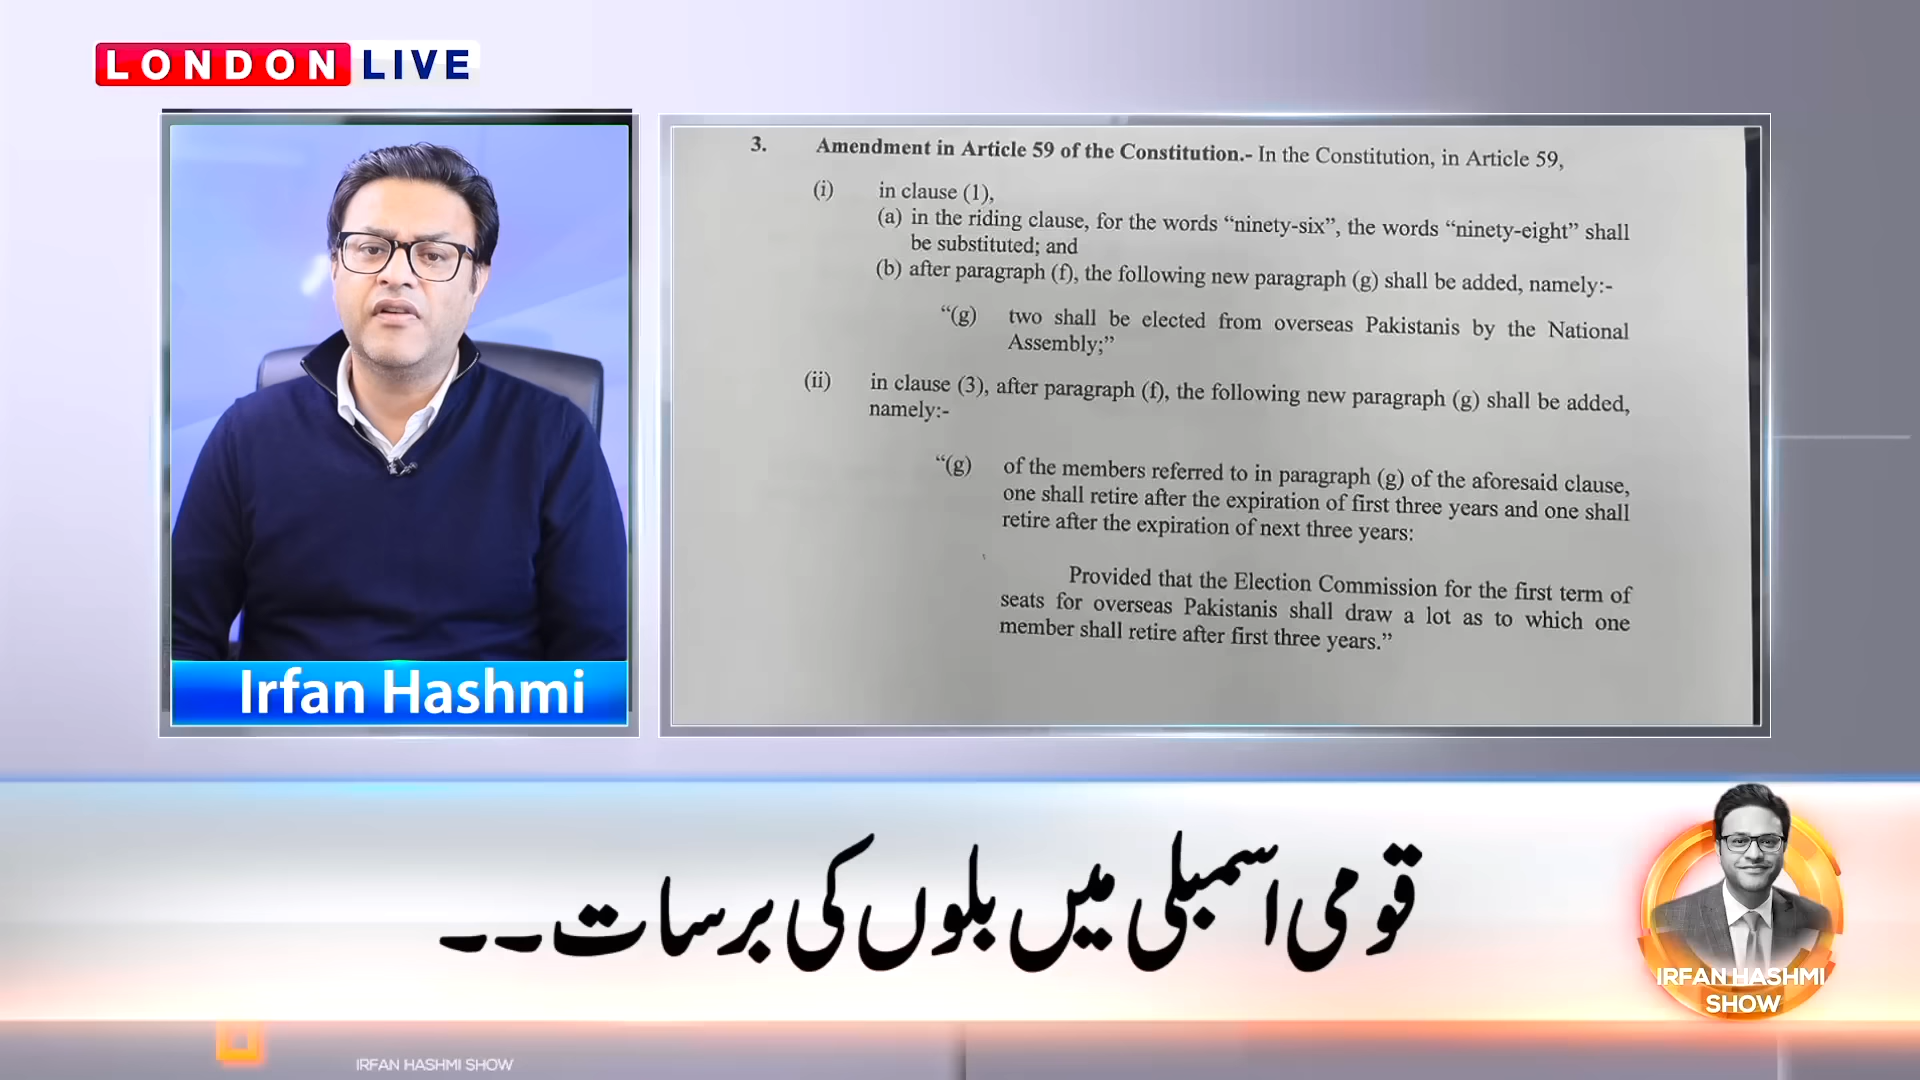 LONDON LIVE
3. Amendment in Article 59 of the Constitution.- In the Constitution, in Article 59,
(i) in clause (1),
(a) in the riding clause, for the words “ninety-six”, the words “ninety-eight” shall
be substituted; and
(b) after paragraph (f), the following new paragraph (g) shall be added, namely:-
“(g) two shall be elected from overseas Pakistanis by the National
Assembly;”
(ii) in clause (3), after paragraph (f), the following new paragraph (g) shall be added,
namely:-
“(g) of the members referred to in paragraph (g) of the aforesaid clause,
one shall retire after the expiration of first three years and one shall
retire after the expiration of next three years:
Provided that the Election Commission for the first term of
seats for overseas Pakistanis shall draw a lot as to which one
member shall retire after first three years.”
Irfan Hashmi
قومی اسمبلی میں بلوں کی برسات۔۔۔
IRFAN HASHMI
SHOW
IRFAN HASHMI SHOW